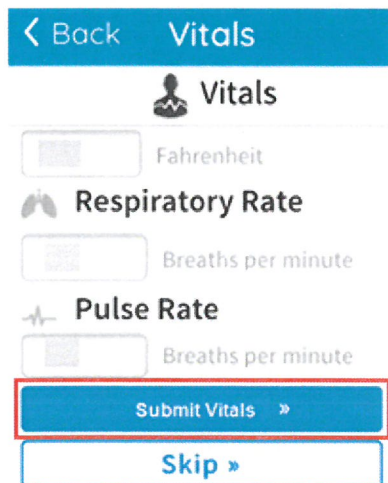 Back Vitals
Vitals
Fahrenheit
Respiratory Rate
Breaths per minute
Pulse Rate
Breaths per minute
Submit Vitals »
Skip »